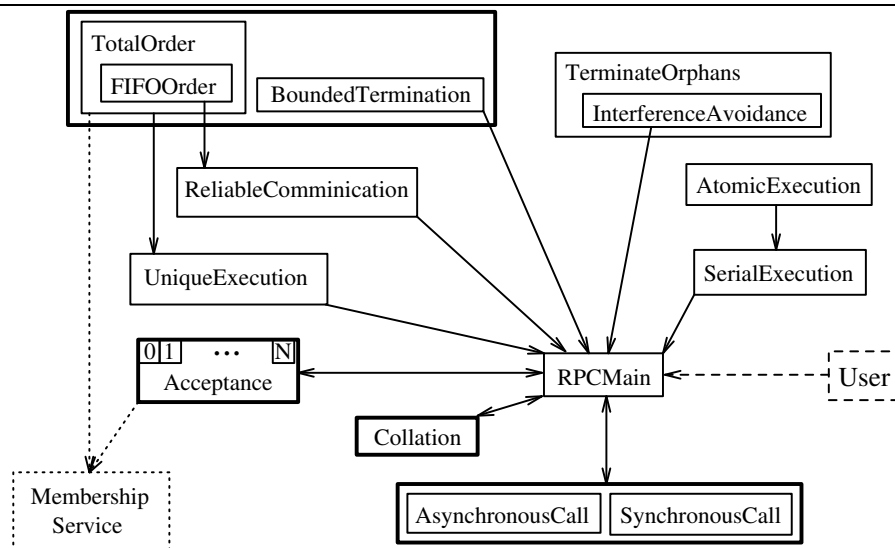 TotalOrder
FIFOOrder
BoundedTermination
TerminateOrphans
InterferenceAvoidance
ReliableComminication
AtomicExecution
UniqueExecution
SerialExecution
0 1 ... N
Acceptance
RPCMain
User
Collation
Membership
Service
AsynchronousCall
SynchronousCall